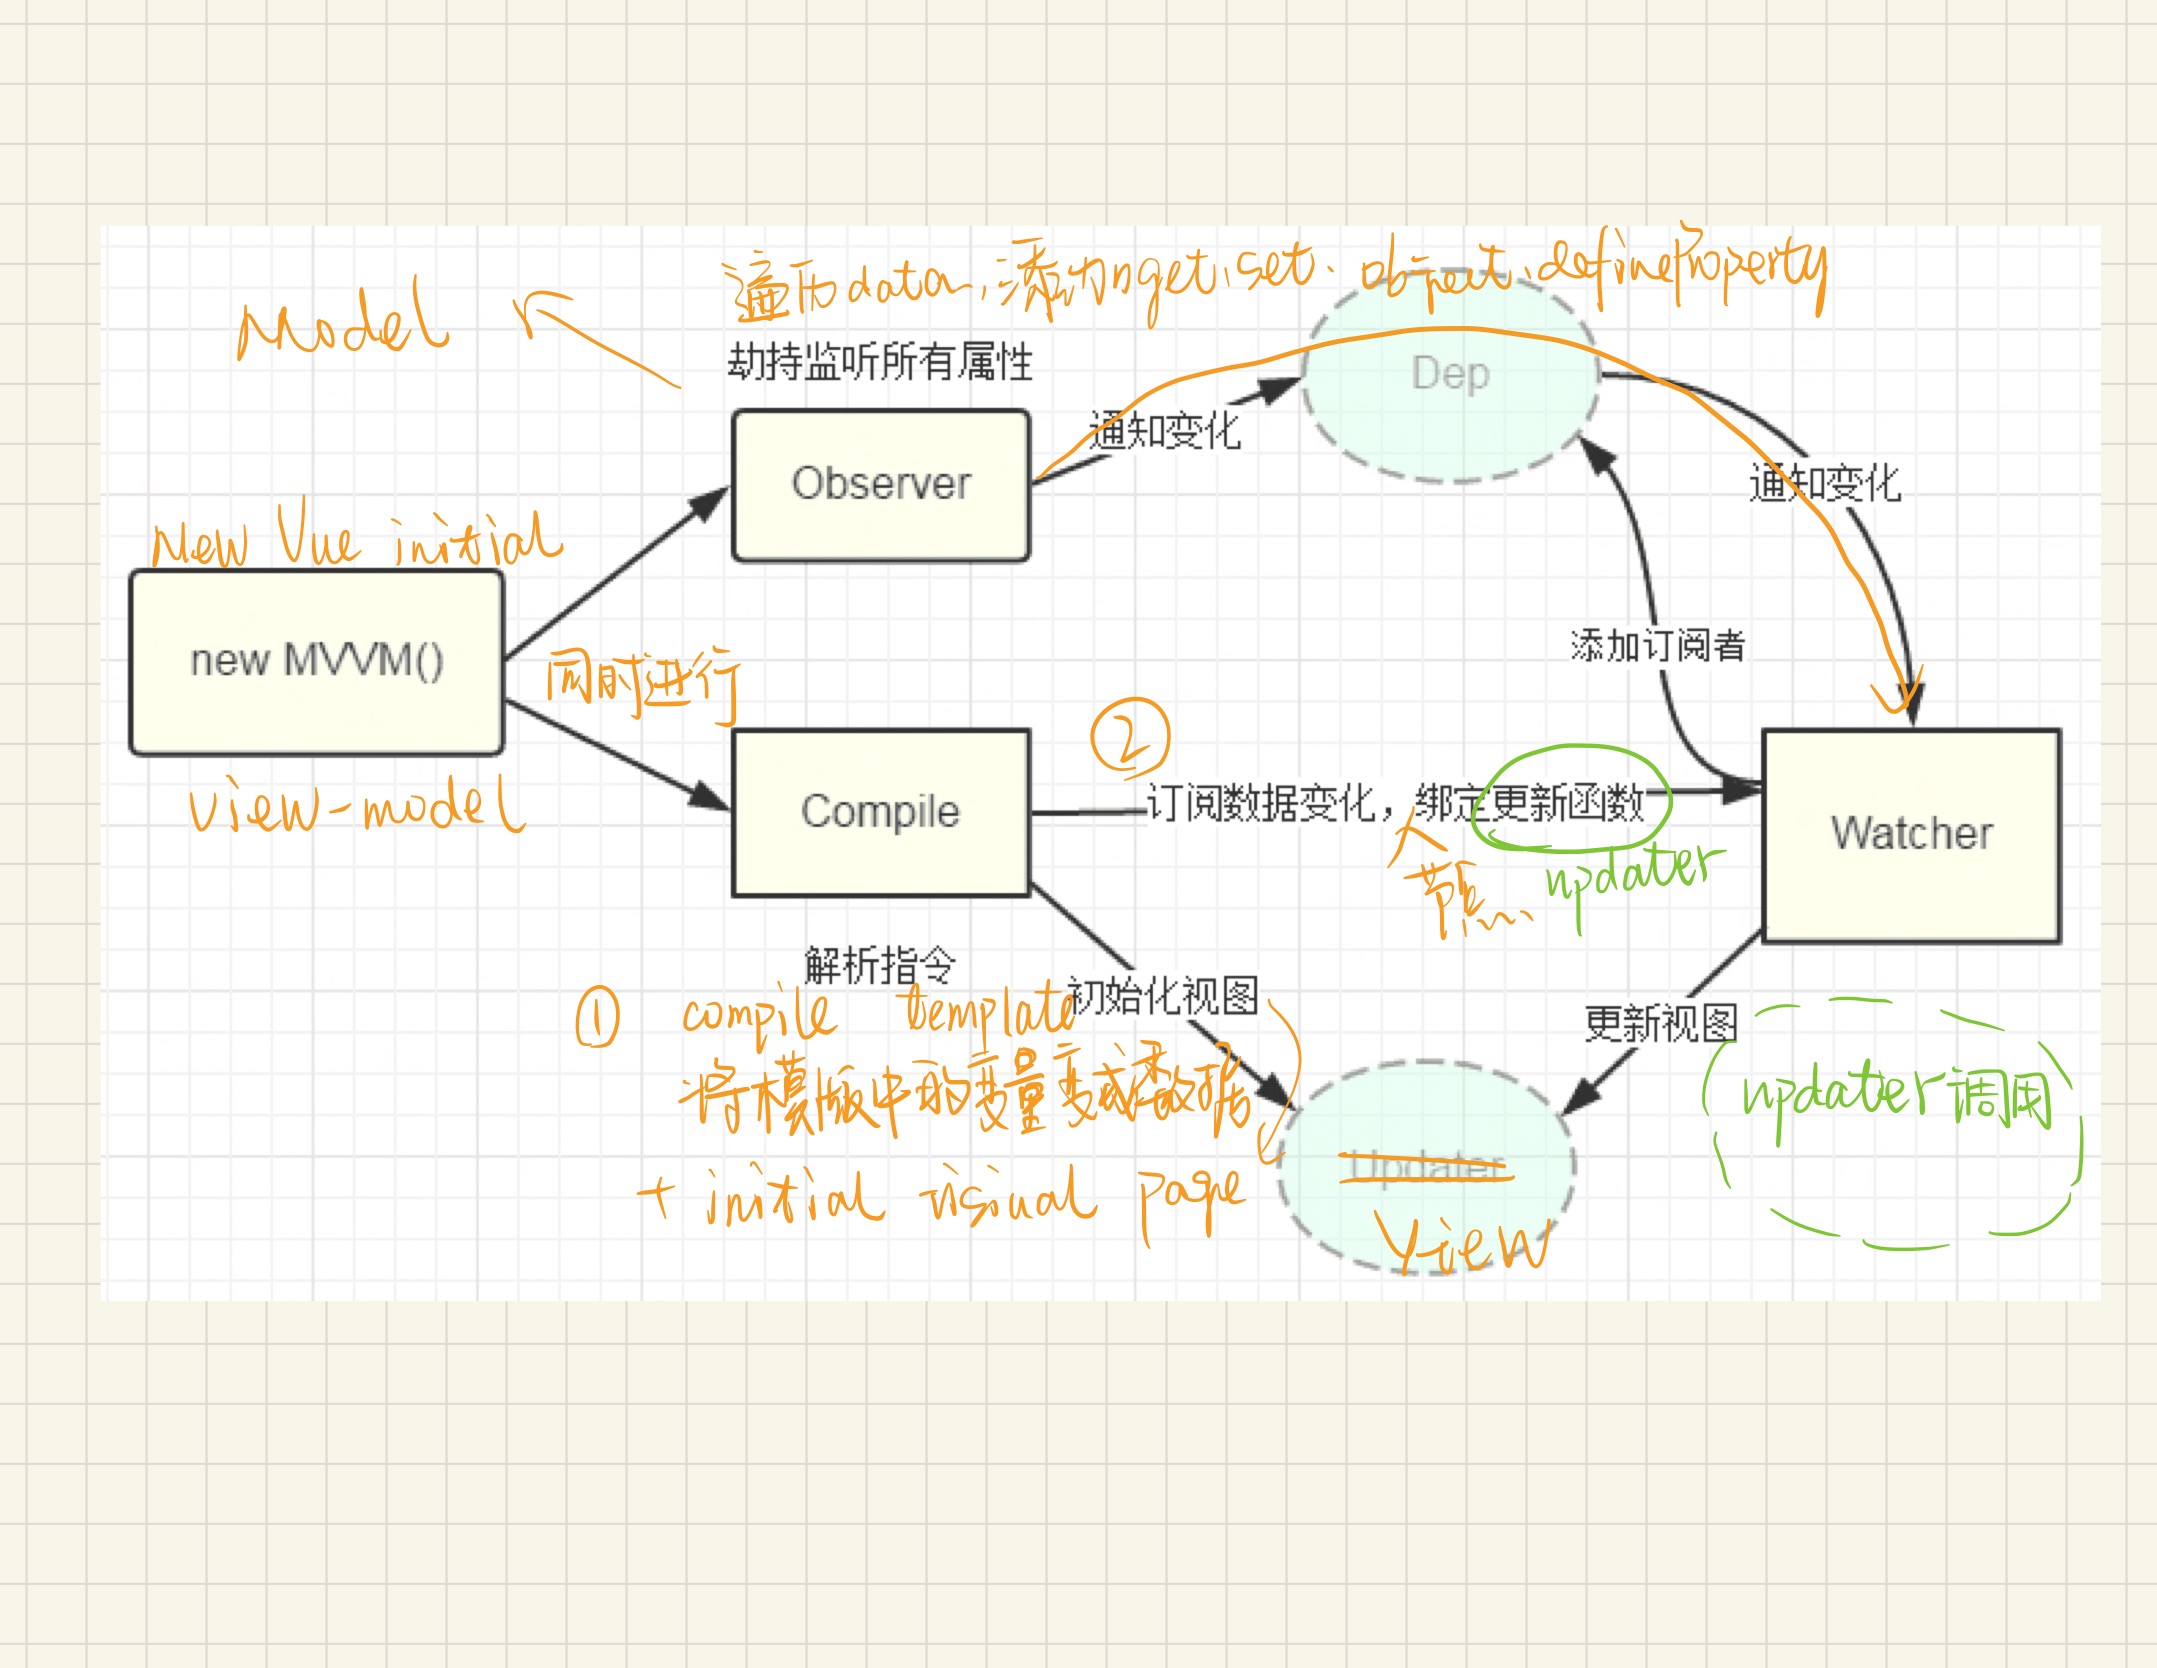 遍历data,添加get、set、object.defineProperty
Model
劫持监听所有属性
Dep
通知变化
Observer
通知变化
New Vue initial
new MVVM()
同时进行
添加订阅者
view-model
②
Compile
订阅数据变化，绑定更新函数
Watcher
节点
updater
解析指令
初始化视图
① compile template
更新视图
将模版中的变量变成数据
updater调用
+ initial visual page
Updater
View